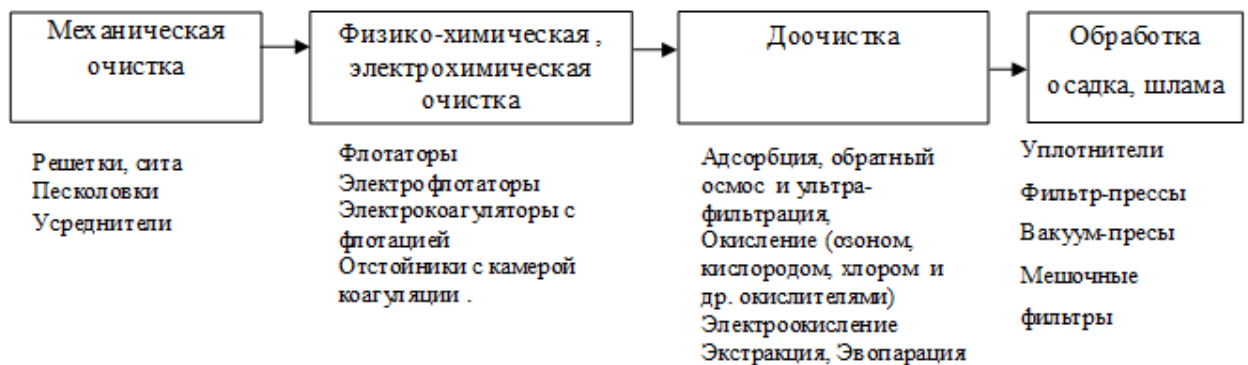 Механическая
очистка
Физико-химическая ,
электрохимическая
очистка
Доочистка
Обработка
осадка, шлама
Решетки, сита
Песколовки
Усреднители
Флотаторы
Электрофлотаторы
Электрокоагуляторы с
флотацией
Отстойники с камерой
коагуляции .
Адсорбция, обратный
осмос и ультра-
фильтрация,
Окисление (озоном,
кислородом, хлором и
др. окислителями)
Электроокисление
Экстракция, Эвопарация
Уплотнители
Фильтр-прессы
Вакуум-пресы
Мешочные
фильтры